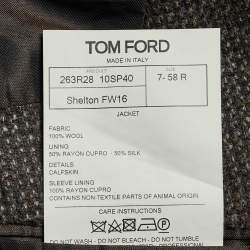 TOM FORD
MADE IN ITALY
PRODUCT SIZE
263R28 10SP40 7- 58 R
Shelton FW16
JACKET
FABRIC
100% WOOL
LINING
50% RAYON CUPRO - 50% SILK
DETAILS
CALFSKIN
SLEEVE LINING
100% RAYON CUPRO
CONTAINS NON-TEXTILE PARTS OF ANIMAL ORIGIN
CARE INSTRUCTIONS
DO NOT WASH - DO NOT BLEACH - DO NOT TUMBLE